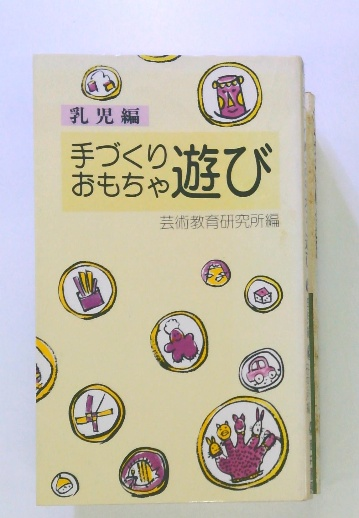 乳児編
手づくり
おもちゃ遊び
芸術教育研究所編